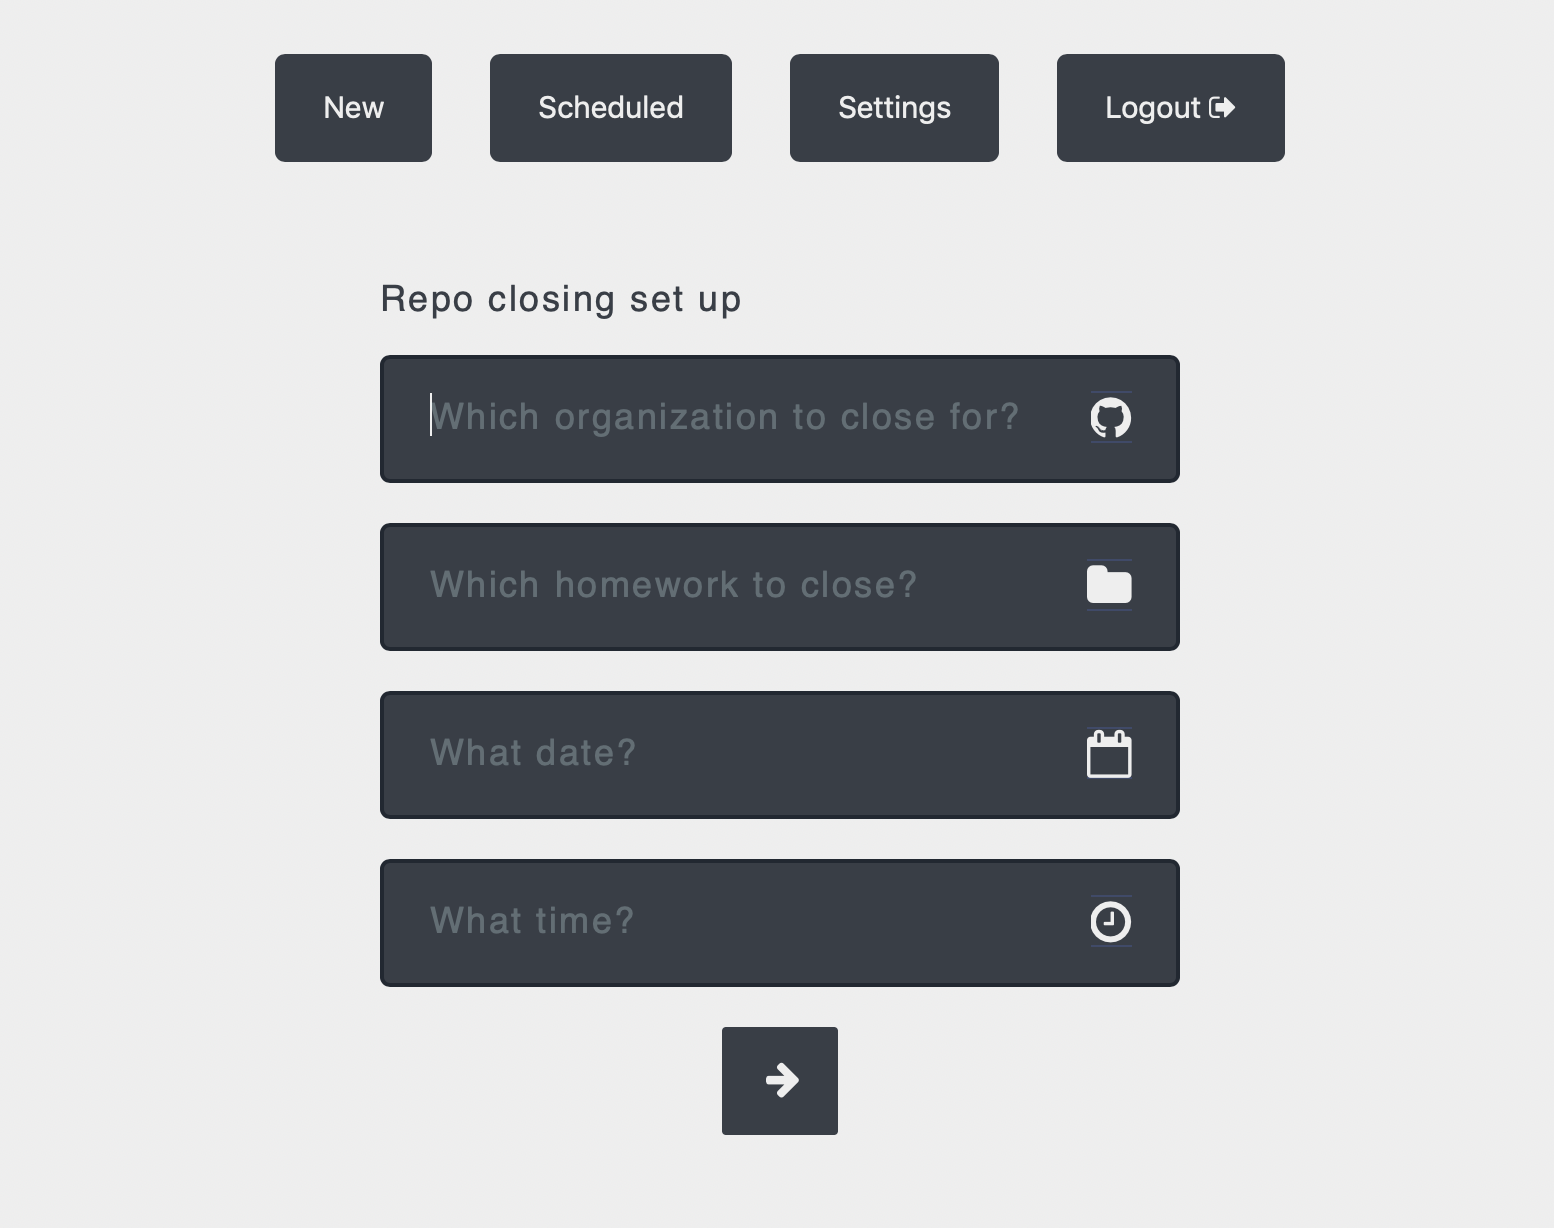 New Scheduled Settings Logout
Repo closing set up
Which organization to close for?
Which homework to close?
What date?
What time?